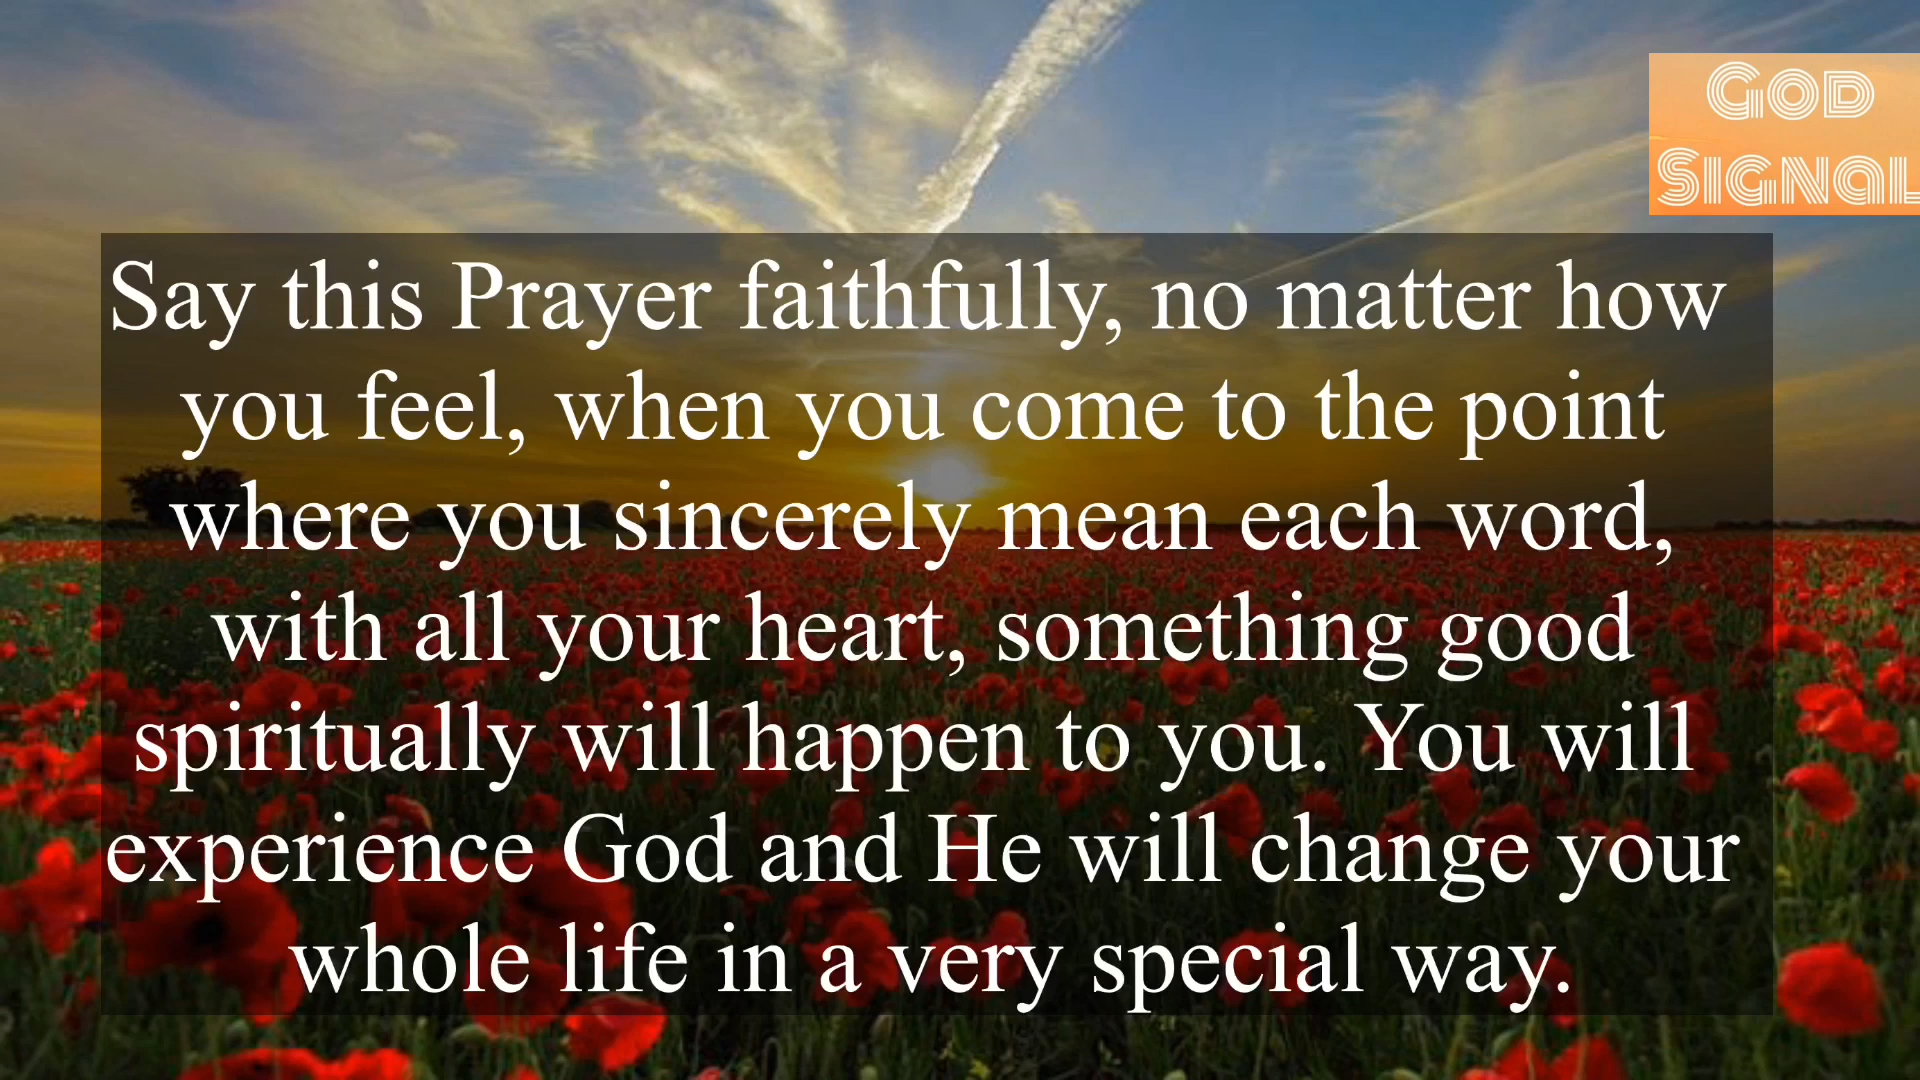 God
Signal
Say this Prayer faithfully, no matter how
you feel, when you come to the point
where you sincerely mean each word,
with all your heart, something good
spiritually will happen to you. You will
experience God and He will change your
whole life in a very special way.